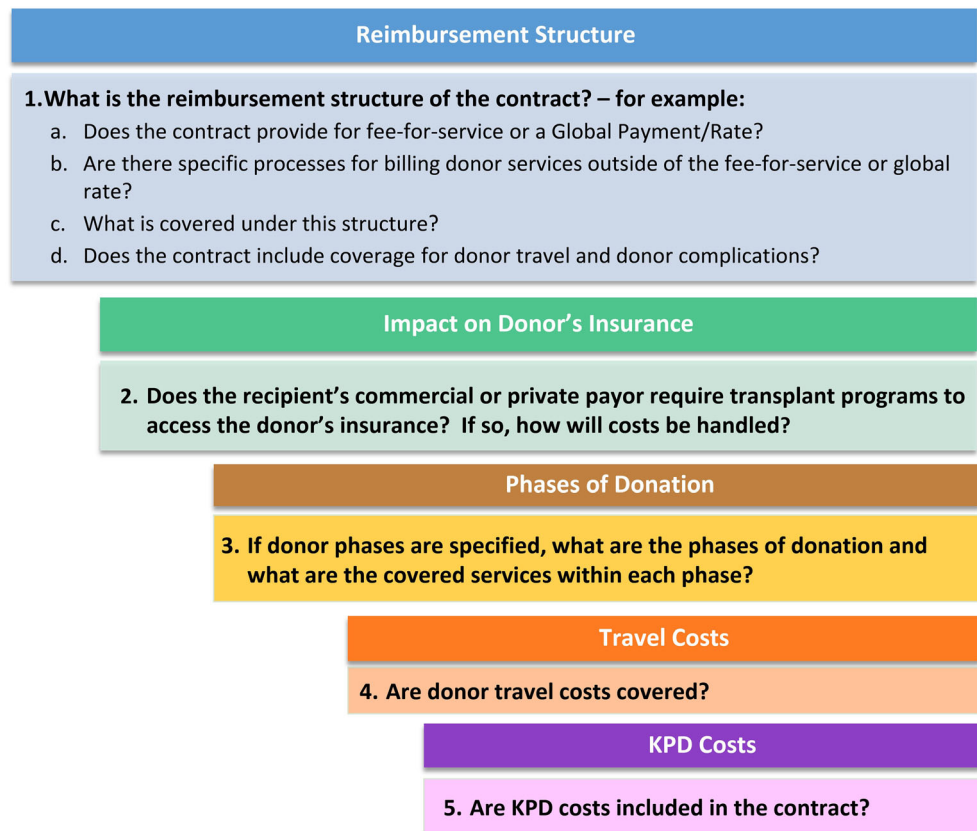 Reimbursement Structure
1.What is the reimbursement structure of the contract? – for example:
a. Does the contract provide for fee-for-service or a Global Payment/Rate?
b. Are there specific processes for billing donor services outside of the fee-for-service or global
rate?
c. What is covered under this structure?
d. Does the contract include coverage for donor travel and donor complications?
Impact on Donor’s Insurance
2. Does the recipient’s commercial or private payor require transplant programs to
access the donor’s insurance?  If so, how will costs be handled?
Phases of Donation
3. If donor phases are specified, what are the phases of donation and
what are the covered services within each phase?
Travel Costs
4. Are donor travel costs covered?
KPD Costs
5. Are KPD costs included in the contract?